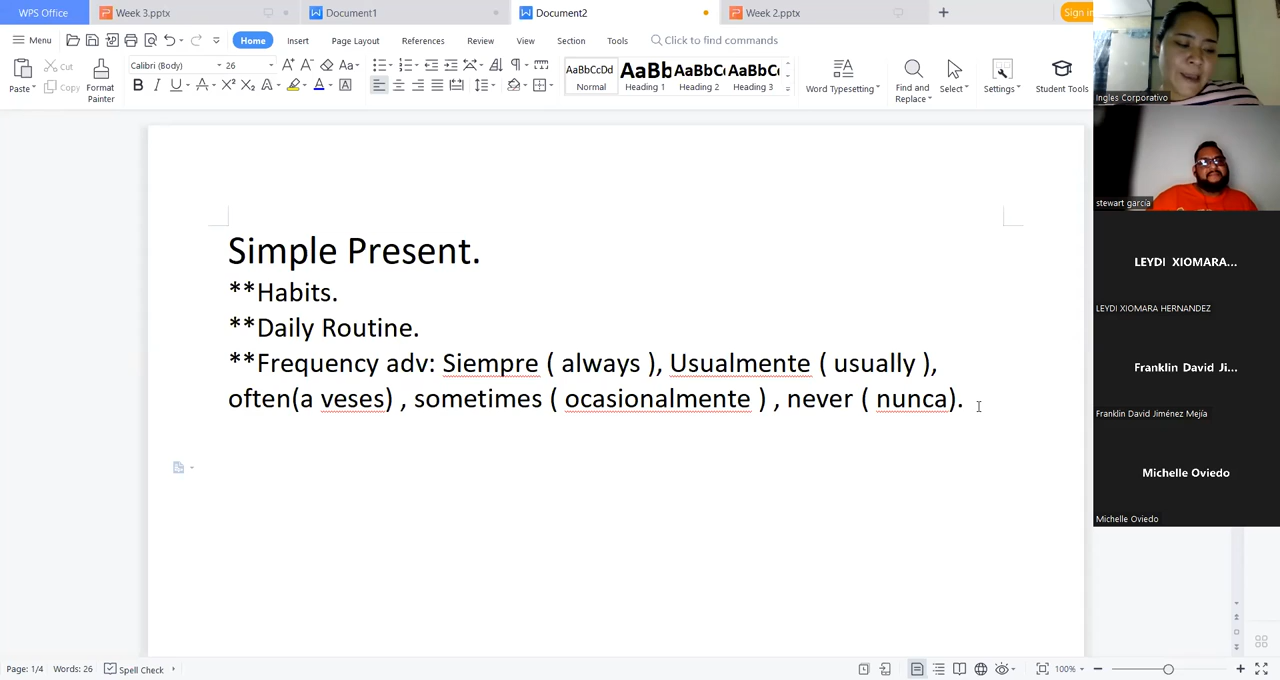 WPS Office Week 3.pptx Document1 Document2 Week 2.pptx + Sign in
Menu Home Insert Page Layout References Review View Section Tools Click to find commands
Paste Cut Copy Format Painter Calibri (Body) 26 AaBbCcDd Normal AaBb Heading 1 AaBbCc Heading 2 AaBbCc Heading 3 Word Typesetting Find and Replace Select Settings Student Tools
Ingles Corporativo
stewart garcía
LEYDI XIOMARA...
LEYDI XIOMARA HERNANDEZ
Franklin David Ji...
Franklin David Jiménez Mejía
Michelle Oviedo
Michelle Oviedo
Simple Present.
**Habits.
**Daily Routine.
**Frequency adv: Siempre ( always ), Usualmente ( usually ),
often(a veses) , sometimes ( ocasionalmente ) , never ( nunca).
Page: 1/4 Words: 26 Spell Check 100%